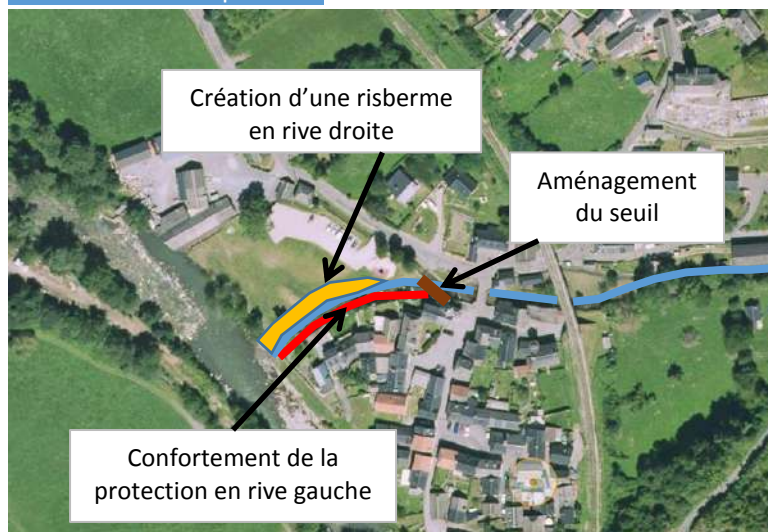 Création d’une risberme
en rive droite
Aménagement
du seuil
Confortement de la
protection en rive gauche